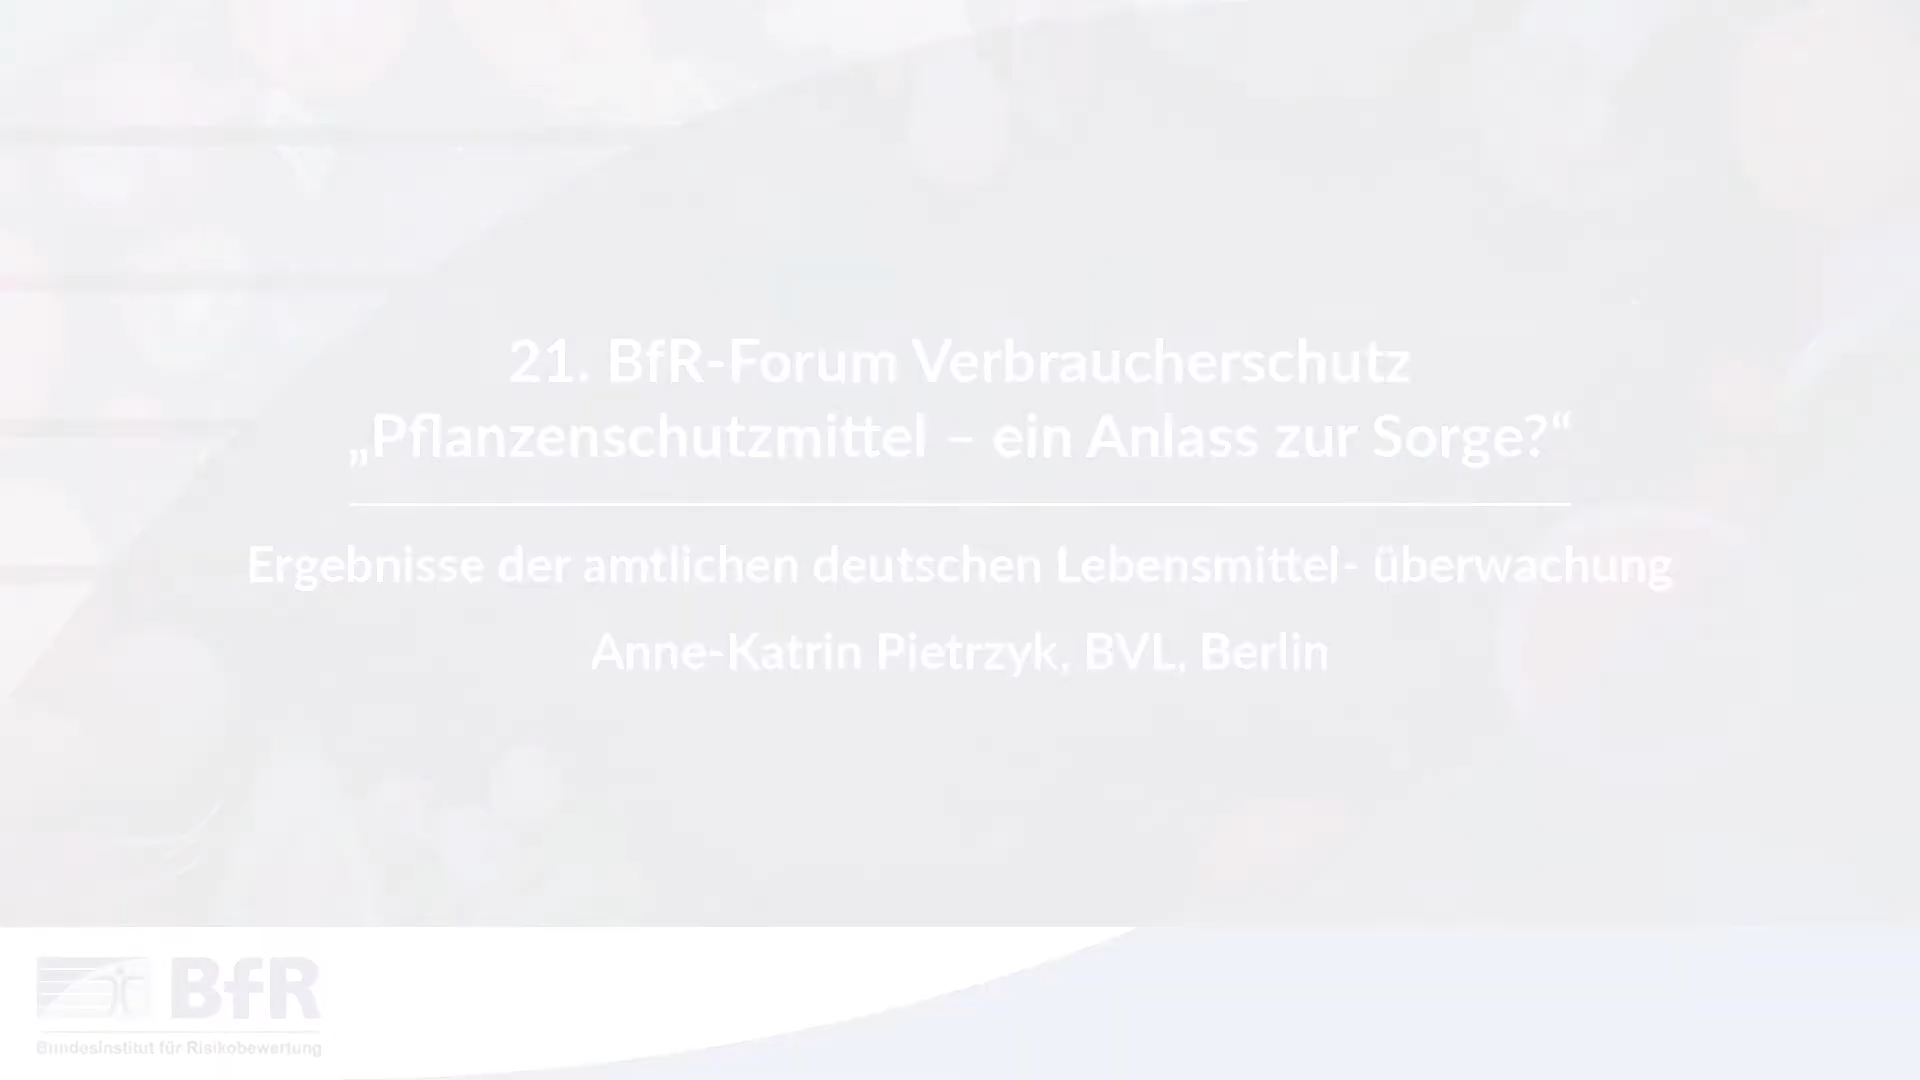 21. BfR-Forum Verbraucherschutz
„Pflanzenschutzmittel – ein Anlass zur Sorge?“
Ergebnisse der amtlichen deutschen Lebensmittel- überwachung
Anne-Katrin Pietrzyk, BVL, Berlin
BfR
Bundesinstitut für Risikobewertung